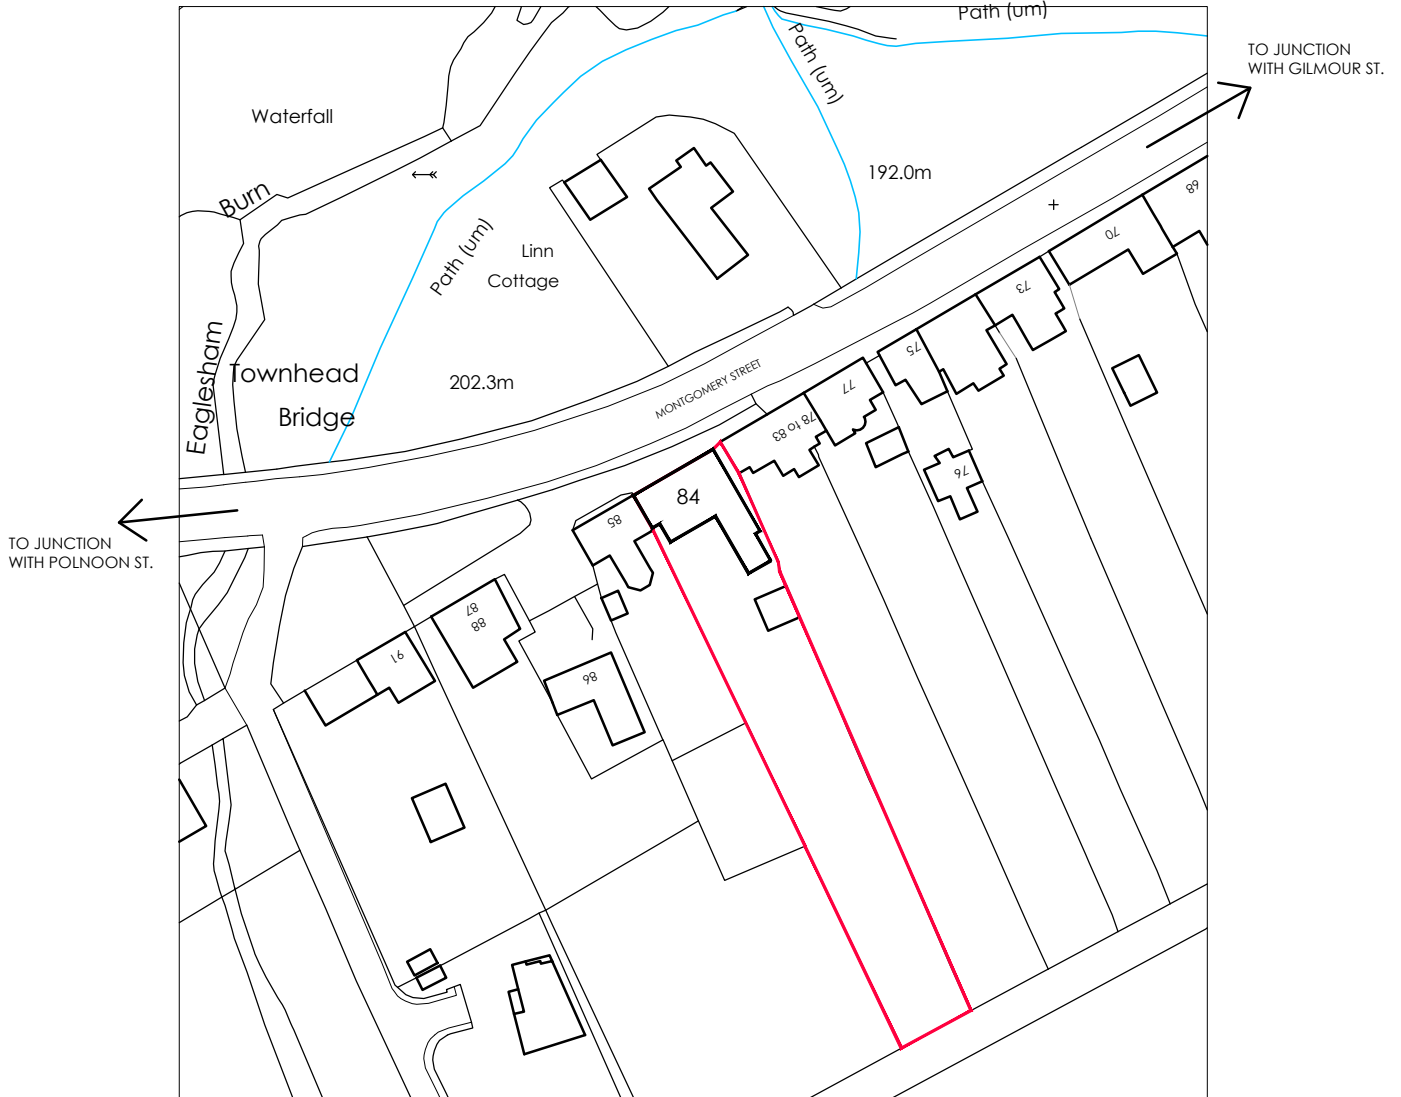 Path (um)
TO JUNCTION
WITH GILMOUR ST.
Path (um)
Waterfall
192.0m
Burn
68
70
Path (um)
Linn
Cottage
73
Eaglesham
Townhead
Bridge
202.3m
MONTGOMERY STREET
75
77
78 to 83
76
84
85
TO JUNCTION
WITH POLNOON ST.
87
88
91
86